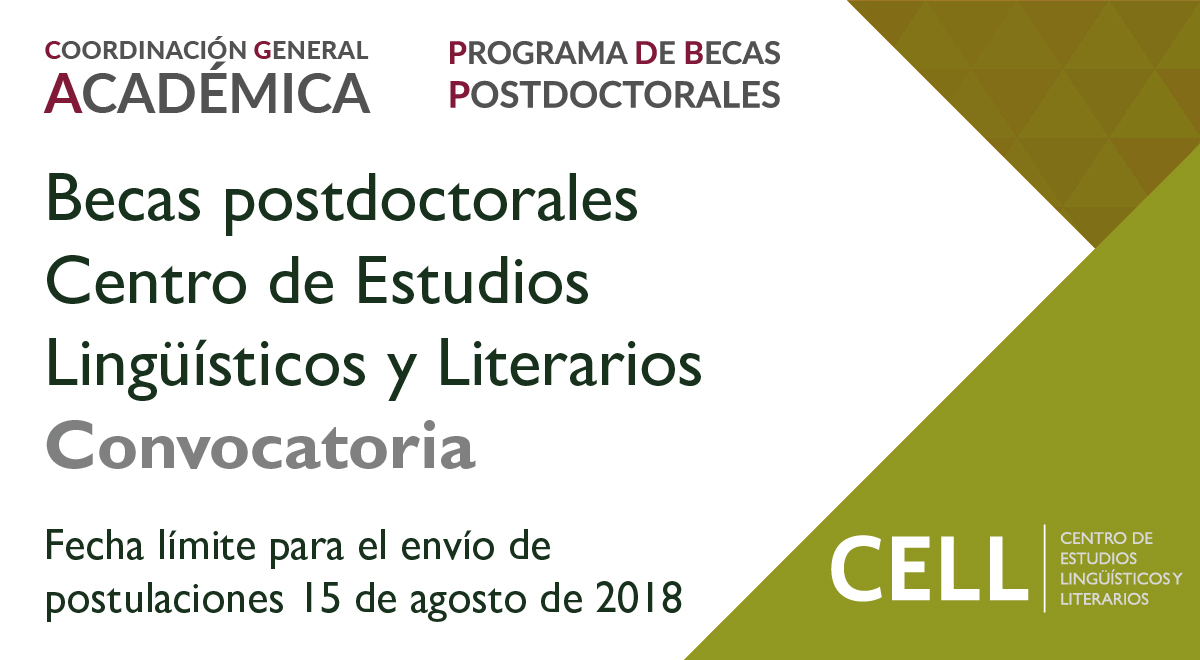 COORDINACIÓN GENERAL
ACADÉMICA
PROGRAMA DE BECAS
POSTDOCTORALES
Becas postdoctorales
Centro de Estudios
Lingüísticos y Literarios
Convocatoria
Fecha límite para el envío de
postulaciones 15 de agosto de 2018
CELL
CENTRO DE
ESTUDIOS
LINGÜÍSTICOS Y
LITERARIOS